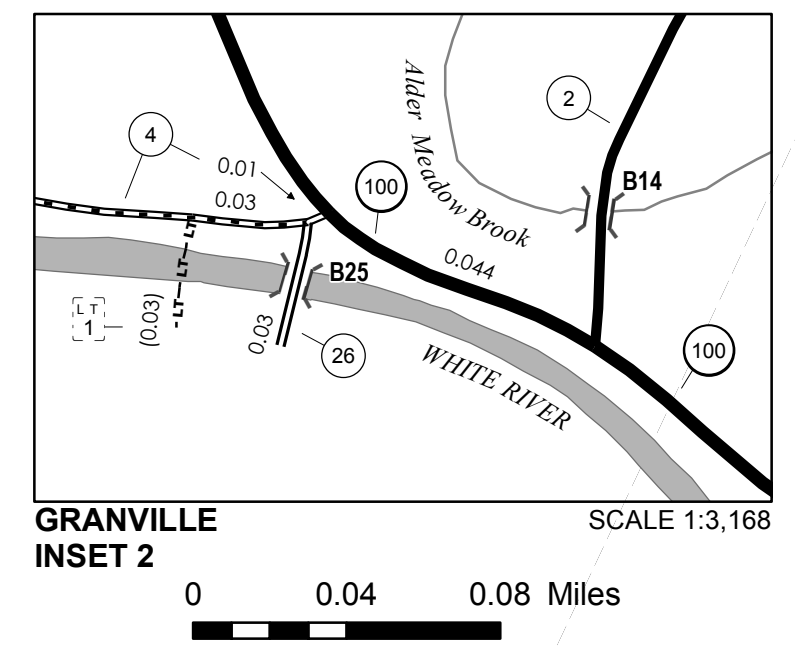 4
0.01
0.03
100
2
B14
Alder Meadow Brook
0.044
B25
LT
LT
LT
L T
1
(0.03)
0.03
26
WHITE RIVER
100
GRANVILLE
INSET 2
SCALE 1:3,168
0 0.04 0.08 Miles